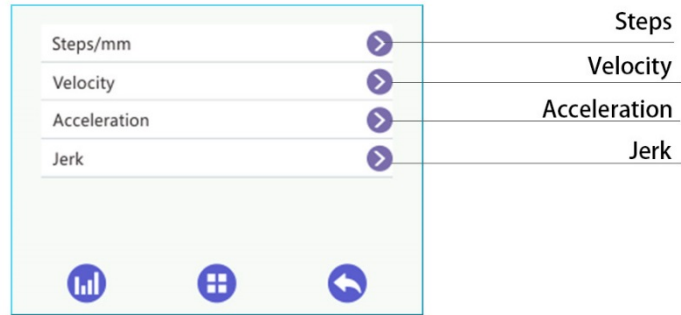 Steps/mm
Steps
Velocity
Velocity
Acceleration
Acceleration
Jerk
Jerk